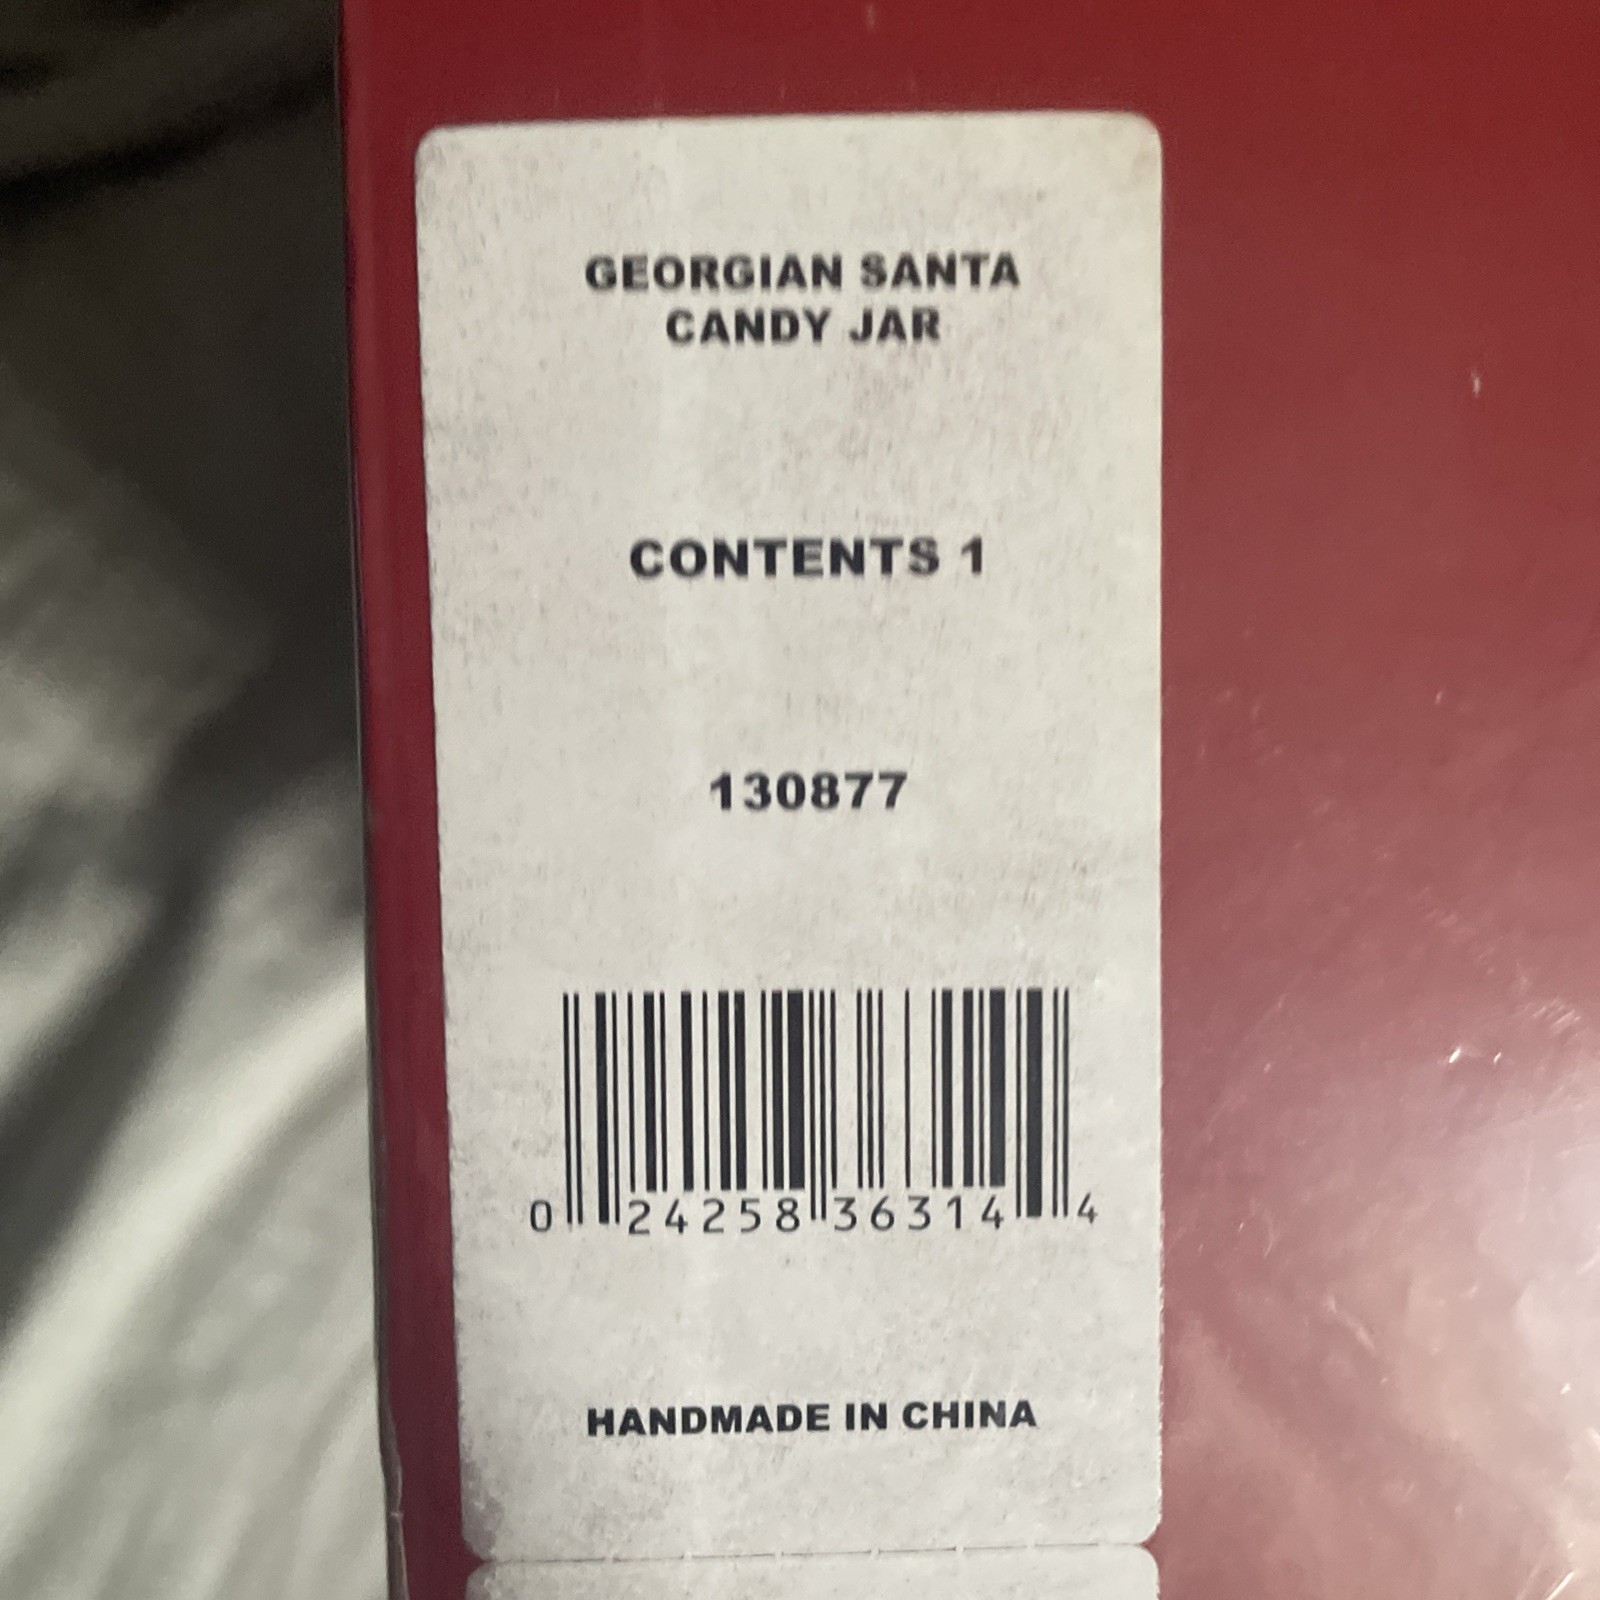 GEORGIAN SANTA
CANDY JAR
CONTENTS 1
130877
0 24258 36314 4
HANDMADE IN CHINA